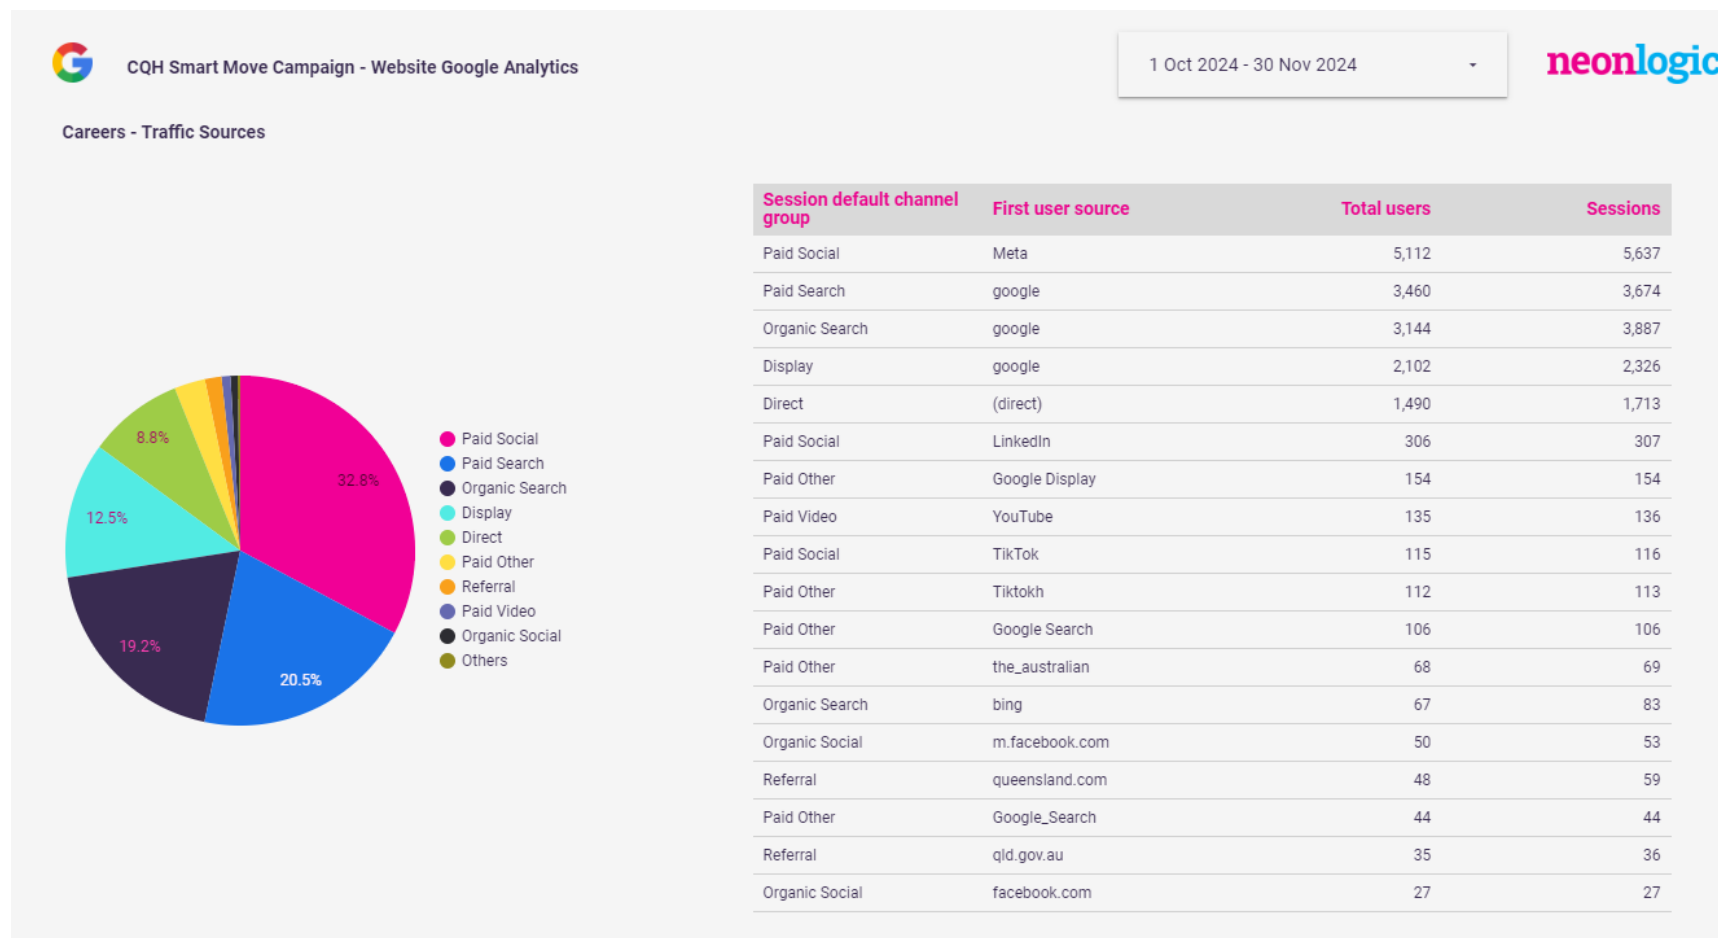 CQH Smart Move Campaign - Website Google Analytics
1 Oct 2024 - 30 Nov 2024
neonlogic
Careers - Traffic Sources
32.8%
20.5%
19.2%
12.5%
8.8%
Paid Social
Paid Search
Organic Search
Display
Direct
Paid Other
Referral
Paid Video
Organic Social
Others
Session default channel group First user source Total users Sessions
Paid Social Meta 5,112 5,637
Paid Search google 3,460 3,674
Organic Search google 3,144 3,887
Display google 2,102 2,326
Direct (direct) 1,490 1,713
Paid Social LinkedIn 306 307
Paid Other Google Display 154 154
Paid Video YouTube 135 136
Paid Social TikTok 115 116
Paid Other Tiktokh 112 113
Paid Other Google Search 106 106
Paid Other the_australian 68 69
Organic Search bing 67 83
Organic Social m.facebook.com 50 53
Referral queensland.com 48 59
Paid Other Google_Search 44 44
Referral qld.gov.au 35 36
Organic Social facebook.com 27 27